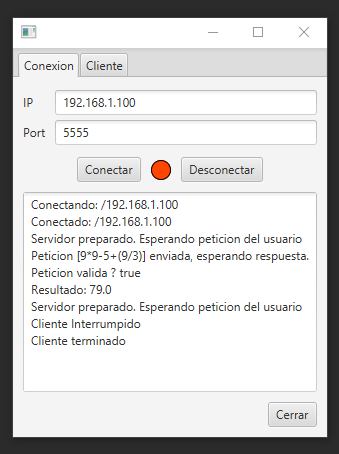 Conexion Cliente
IP 192.168.1.100
Port 5555
Conectar Desconectar
Conectando: /192.168.1.100
Conectado: /192.168.1.100
Servidor preparado. Esperando peticion del usuario
Peticion [9*9-5+(9/3)] enviada, esperando respuesta.
Peticion valida ? true
Resultado: 79.0
Servidor preparado. Esperando peticion del usuario
Cliente Interrumpido
Cliente terminado
Cerrar